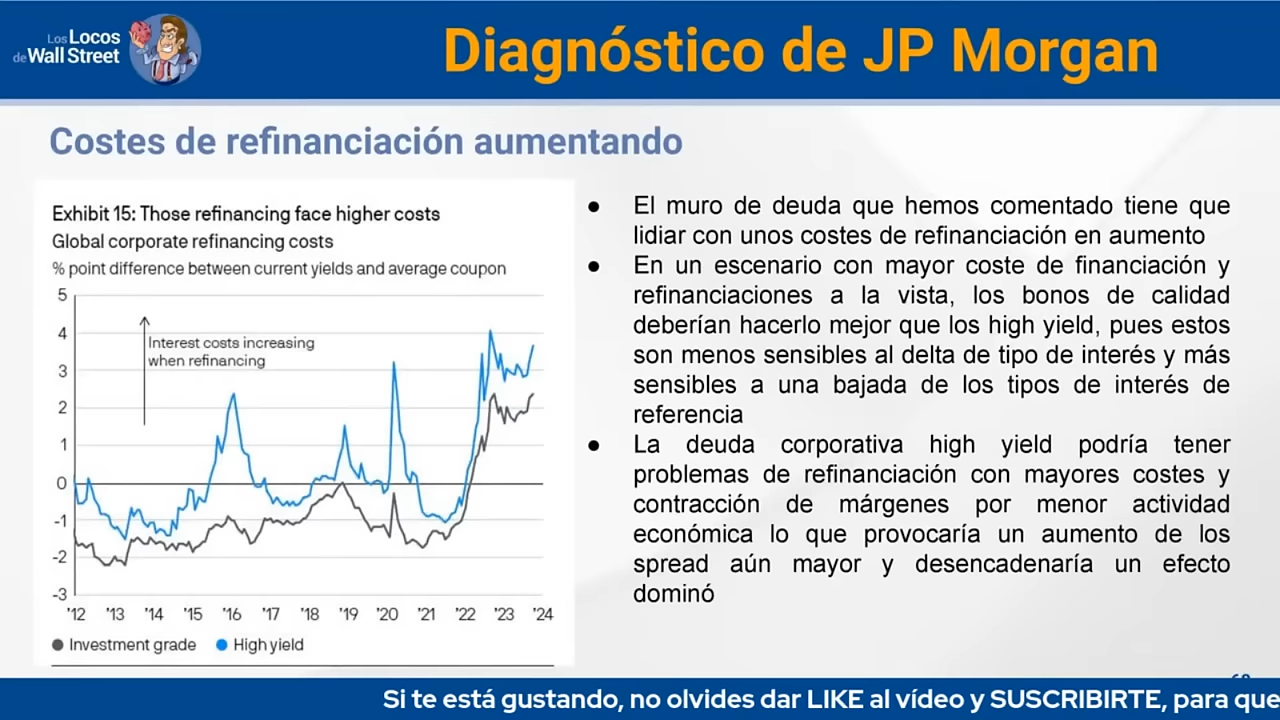 Los Locos
de Wall Street
Diagnóstico de JP Morgan
Costes de refinanciación aumentando
Exhibit 15: Those refinancing face higher costs
Global corporate refinancing costs
% point difference between current yields and average coupon
5
4
3
2
1
0
-1
-2
-3
Interest costs increasing
when refinancing
'12 '13 '14 '15 '16 '17 '18 '19 '20 '21 '22 '23 '24
Investment grade High yield
● El muro de deuda que hemos comentado tiene que
lidiar con unos costes de refinanciación en aumento
● En un escenario con mayor coste de financiación y
refinanciaciones a la vista, los bonos de calidad
deberían hacerlo mejor que los high yield, pues estos
son menos sensibles al delta de tipo de interés y más
sensibles a una bajada de los tipos de interés de
referencia
● La deuda corporativa high yield podría tener
problemas de refinanciación con mayores costes y
contracción de márgenes por menor actividad
económica lo que provocaría un aumento de los
spread aún mayor y desencadenaría un efecto
dominó
Si te está gustando, no olvides dar LIKE al vídeo y SUSCRIBIRTE, para que